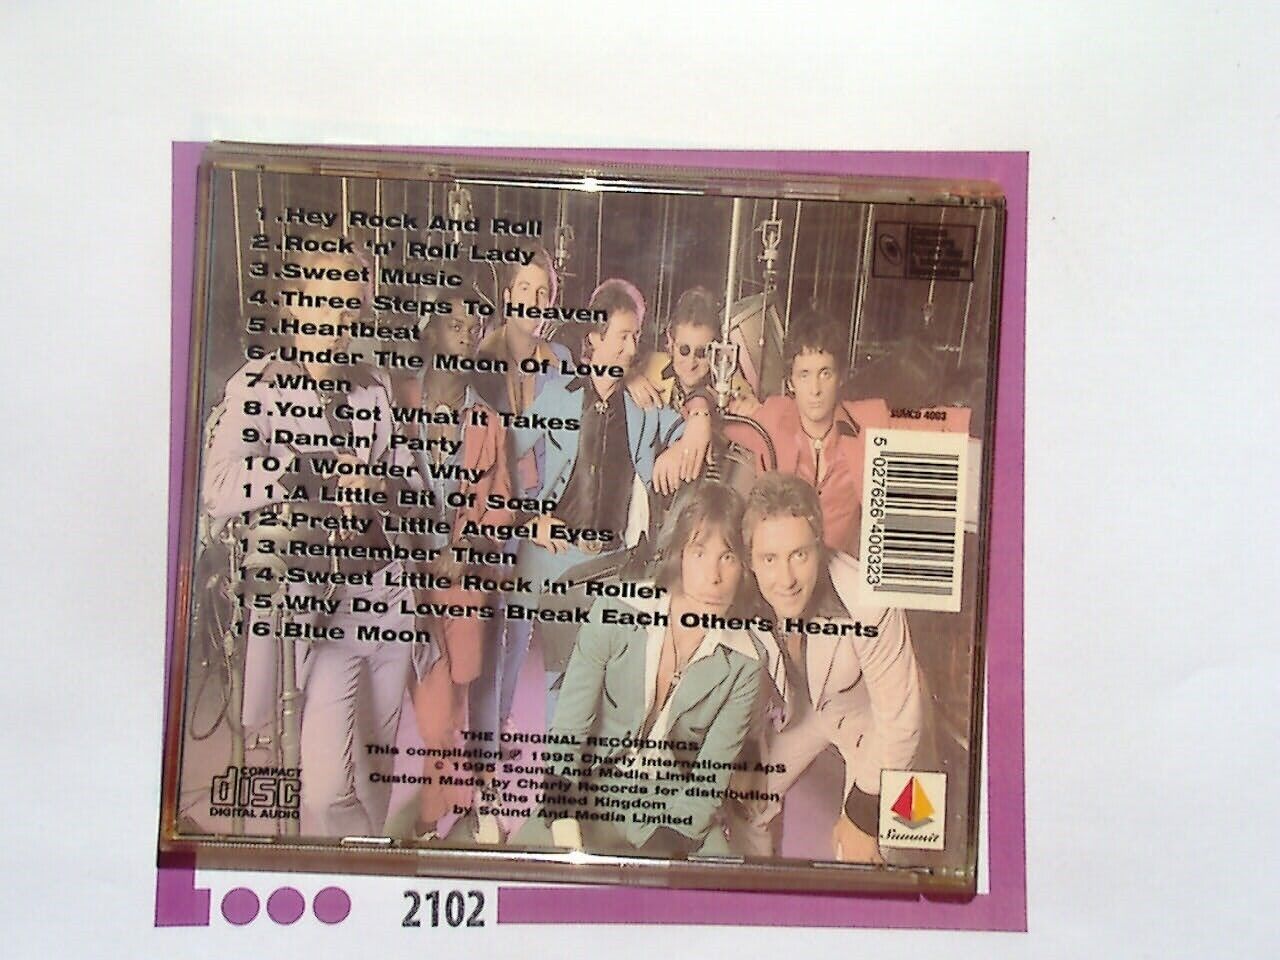 1.Hey Rock And Roll
2.Rock 'n' Roll Lady
3.Sweet Music
4.Three Steps To Heaven
5.Heartbeat
6.Under The Moon Of Love
7.When
8.You Got What It Takes
9.Dancin' Party
10.I Wonder Why
11.A Little Bit Of Soap
12.Pretty Little Angel Eyes
13.Remember Then
14.Sweet Little Rock 'n' Roller
15.Why Do Lovers Break Each Others Hearts
16.Blue Moon
SUMCD 4003
5 027626 400323
THE ORIGINAL RECORDINGS
This compilation ℗ 1995 Charly International ApS
© 1995 Sound And Media Limited
Custom Made by Charly Records for distribution
in the United Kingdom
by Sound And Media Limited
COMPACT
disc
DIGITAL AUDIO
Summit
2102